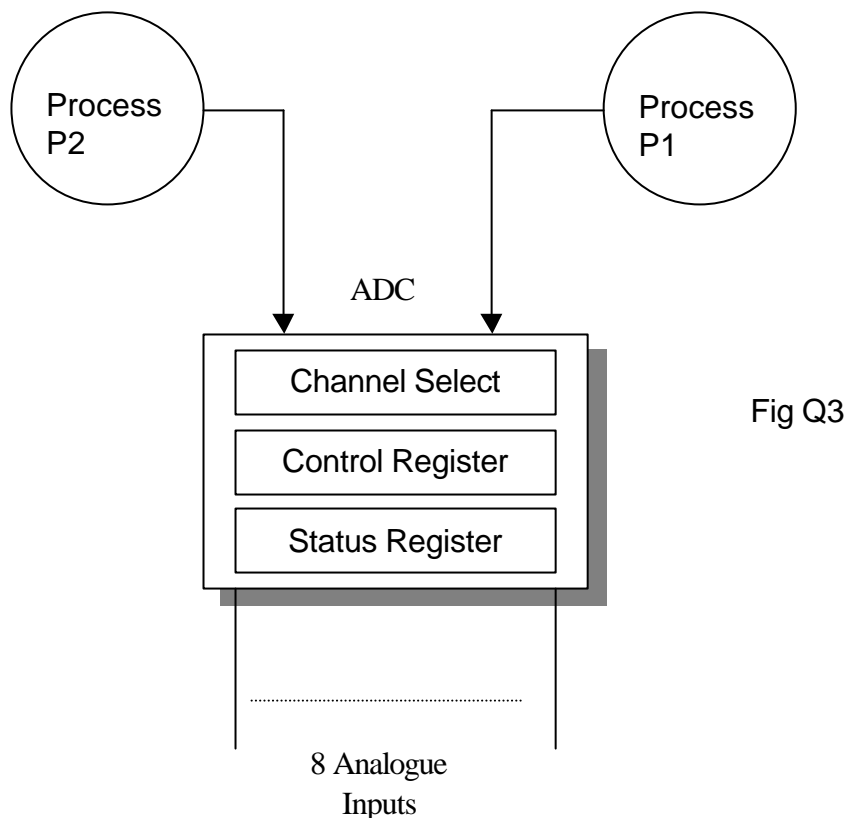 Process
P2
Process
P1
ADC
Channel Select
Control Register
Status Register
Fig Q3
8 Analogue
Inputs